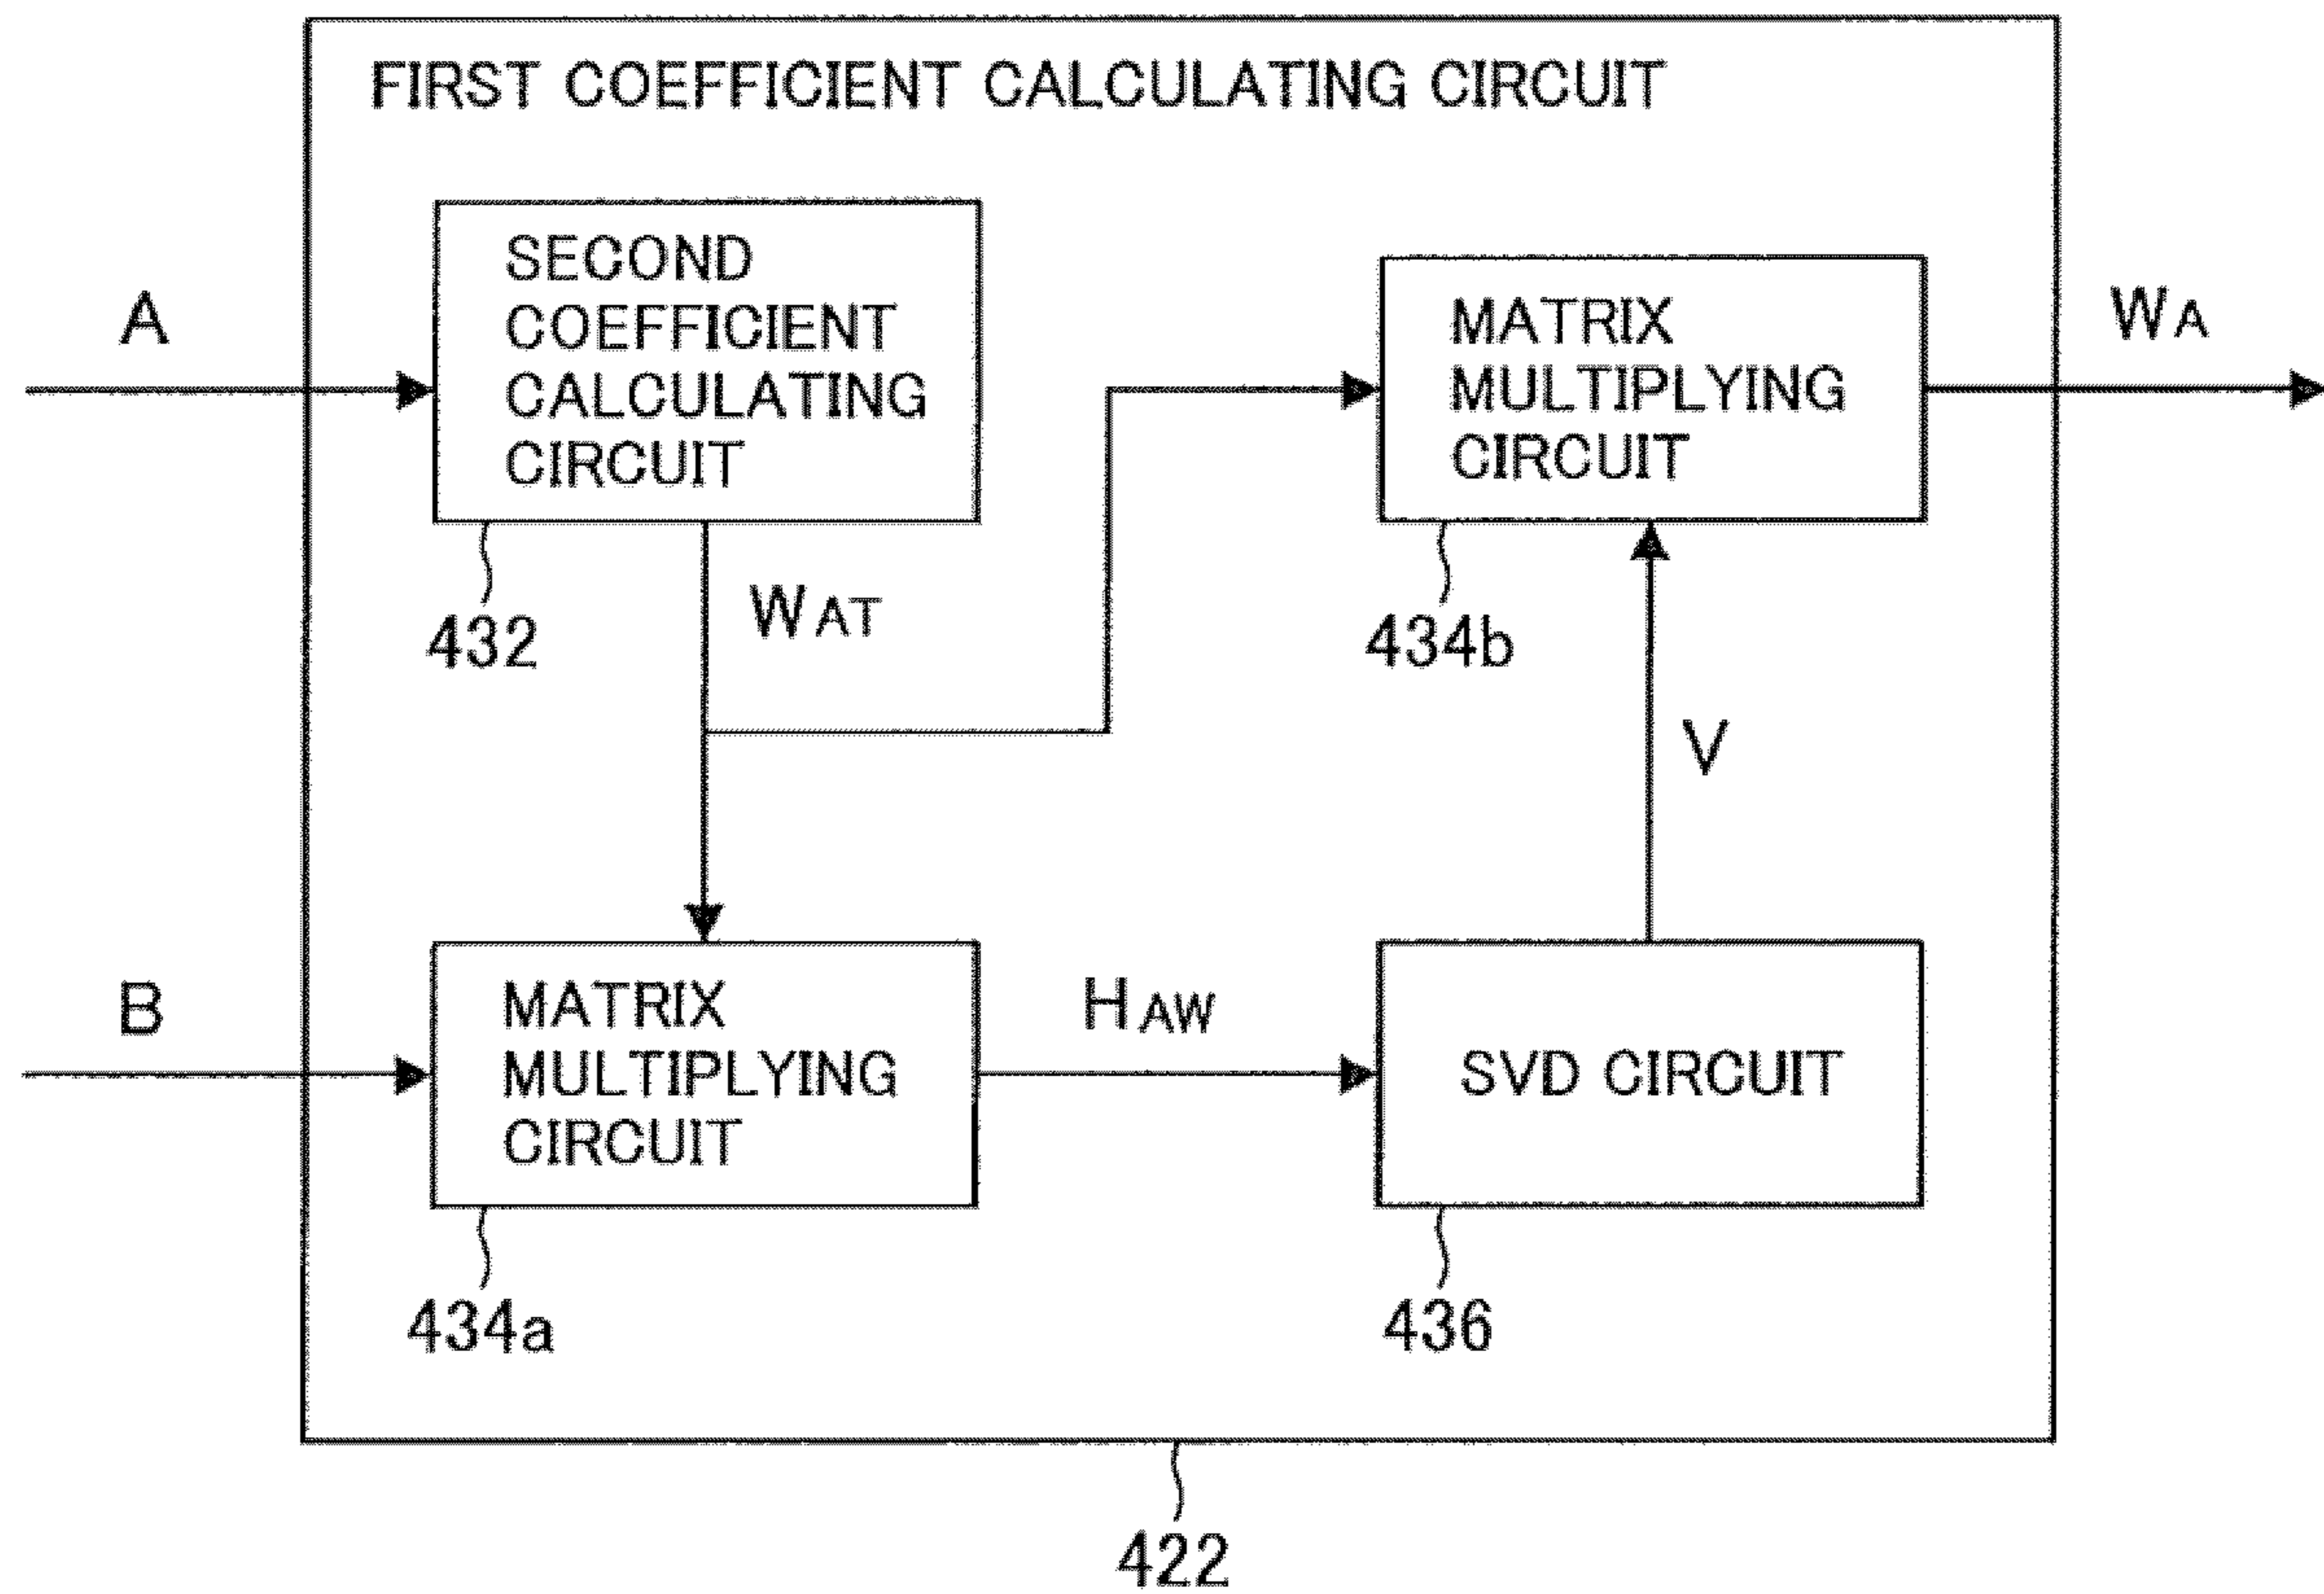 FIRST COEFFICIENT CALCULATING CIRCUIT
A
SECOND
COEFFICIENT
CALCULATING
CIRCUIT
432
WAT
MATRIX
MULTIPLYING
CIRCUIT
434b
WA
V
B
MATRIX
MULTIPLYING
CIRCUIT
434a
HAW
SVD CIRCUIT
436
422